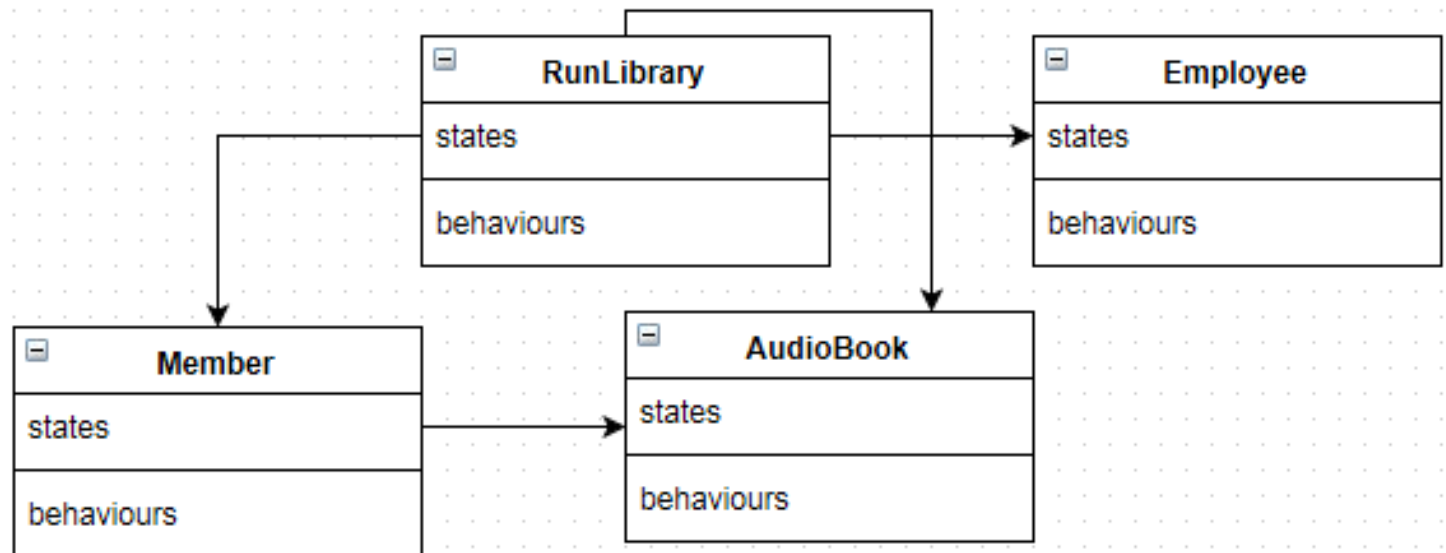 RunLibrary
states
behaviours
Employee
states
behaviours
Member
states
behaviours
AudioBook
states
behaviours